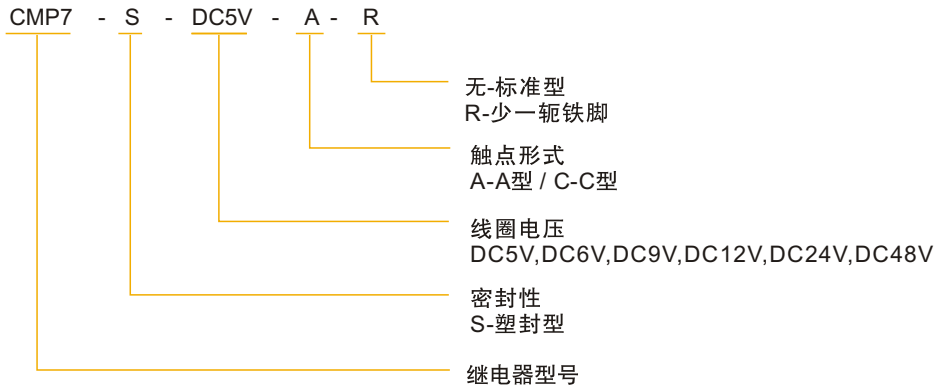 CMP7 - S - DC5V - A - R
无-标准型
R-少一轭铁脚
触点形式
A-A型 / C-C型
线圈电压
DC5V,DC6V,DC9V,DC12V,DC24V,DC48V
密封性
S-塑封型
继电器型号